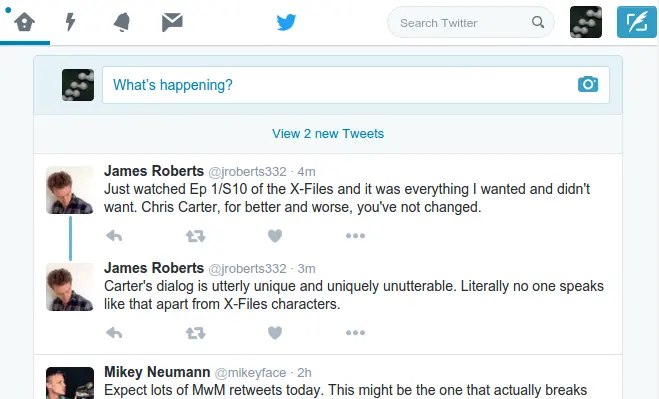 Search Twitter
What's happening?
View 2 new Tweets
James Roberts @jroberts332 · 4m
Just watched Ep 1/S10 of the X-Files and it was everything I wanted and didn't
want. Chris Carter, for better and worse, you've not changed.
James Roberts @jroberts332 · 3m
Carter's dialog is utterly unique and uniquely unutterable. Literally no one speaks
like that apart from X-Files characters.
Mikey Neumann @mikeyface · 2h
Expect lots of MwM retweets today. This might be the one that actually breaks